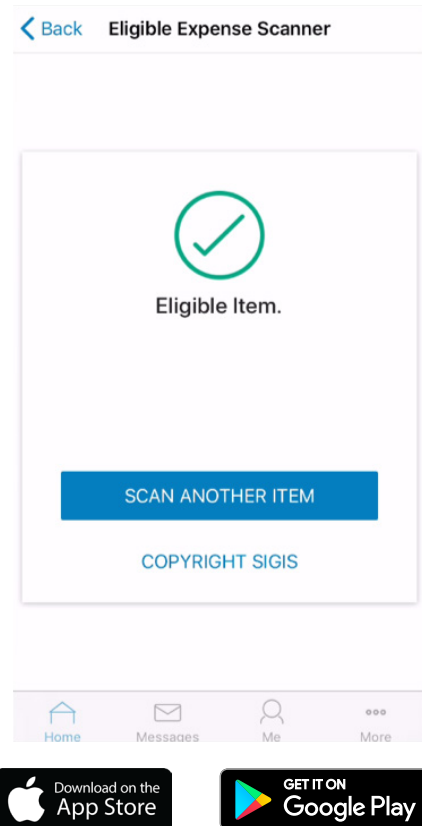 Back Eligible Expense Scanner
Eligible Item.
SCAN ANOTHER ITEM
COPYRIGHT SIGIS
Home Messages Me More
Download on the
App Store
GET IT ON
Google Play